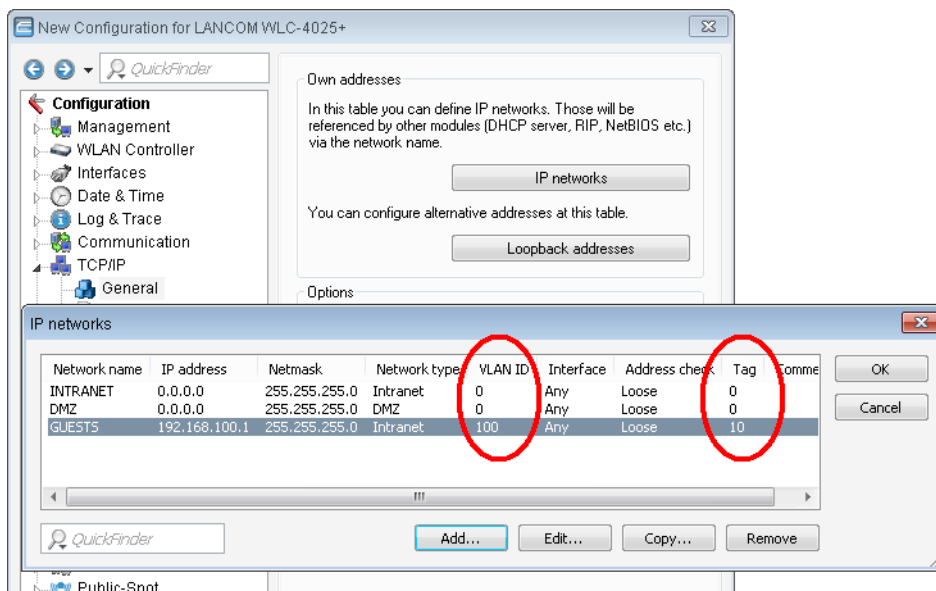 New Configuration for LANCOM WLC-4025+
QuickFinder
Configuration
Management
WLAN Controller
Interfaces
Date & Time
Log & Trace
Communication
TCP/IP
General
Own addresses
In this table you can define IP networks. Those will be
referenced by other modules (DHCP server, RIP, NetBIOS etc.)
via the network name.
IP networks
You can configure alternative addresses at this table.
Loopback addresses
Options
IP networks
Network name IP address Netmask Network type VLAN ID Interface Address check Tag Comme
INTRANET 0.0.0.0 255.255.255.0 Intranet 0 Any Loose 0
DMZ 0.0.0.0 255.255.255.0 DMZ 0 Any Loose 0
GUESTS 192.168.100.1 255.255.255.0 Intranet 100 Any Loose 10
OK
Cancel
QuickFinder
Add... Edit... Copy... Remove
Public-Spot